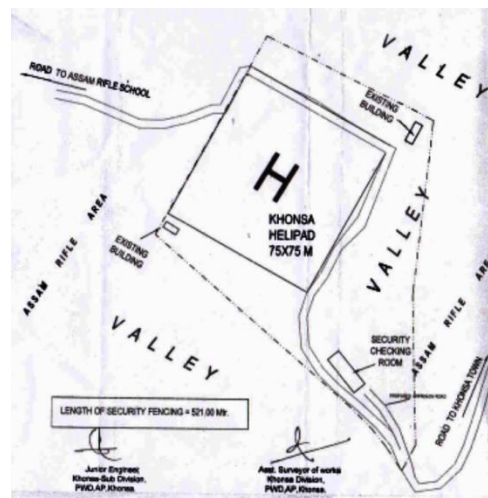 VALLEY
ROAD TO ASSAM RIFLE SCHOOL
EXISTING
BUILDING
H
KHONSA
HELIPAD
75X75 M
VALLEY
ASSAM RIFLE AREA
EXISTING
BUILDING
VALLEY
ASSAM RIFLE AREA
SECURITY
CHECKING
ROOM
ROAD TO KHONSA TOWN
LENGTH OF SECURITY FENCING = 521.00 Mtr.
Junior Engineer,
Khonsa-Sub Division,
PWD,AP,Khonsa.
Asst. Surveyor of works
Khonsa Division,
PWD,AP,Khonsa.